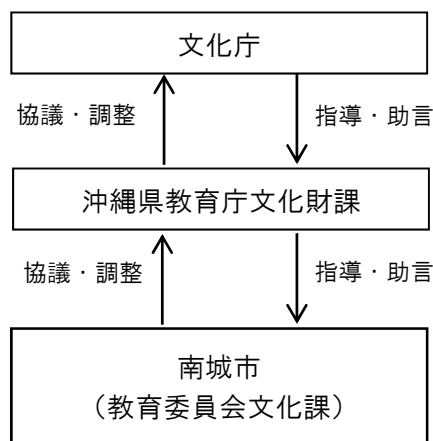 文化庁
協議・調整
指導・助言
沖縄県教育庁文化財課
協議・調整
指導・助言
南城市
（教育委員会文化課）